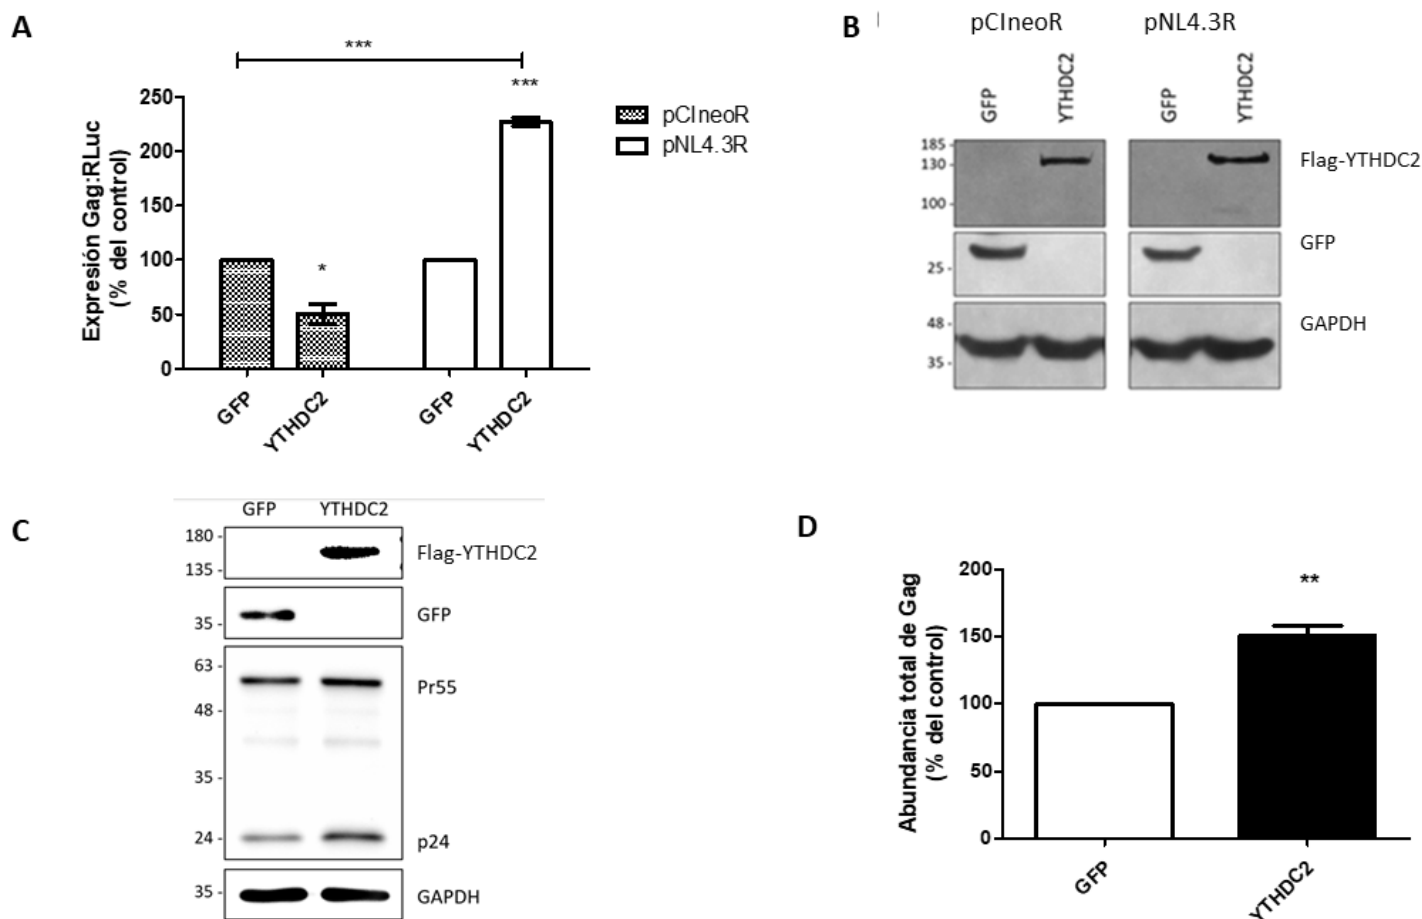 A
***
***
250
200
150
100
50
0
Expresión Gag:RLuc
(% del control)
*
GFP
YTHDC2
GFP
YTHDC2
pCIneoR
pNL4.3R
B
pCIneoR
pNL4.3R
GFP
YTHDC2
GFP
YTHDC2
185 -
130 -
100 -
Flag-YTHDC2
25 -
GFP
48 -
35 -
GAPDH
C
GFP YTHDC2
180 -
135 -
Flag-YTHDC2
35 -
GFP
63 -
48 -
35 -
24 -
Pr55
p24
35 -
GAPDH
D
Abundancia total de Gag
(% del control)
200
150
100
50
0
**
GFP
YTHDC2